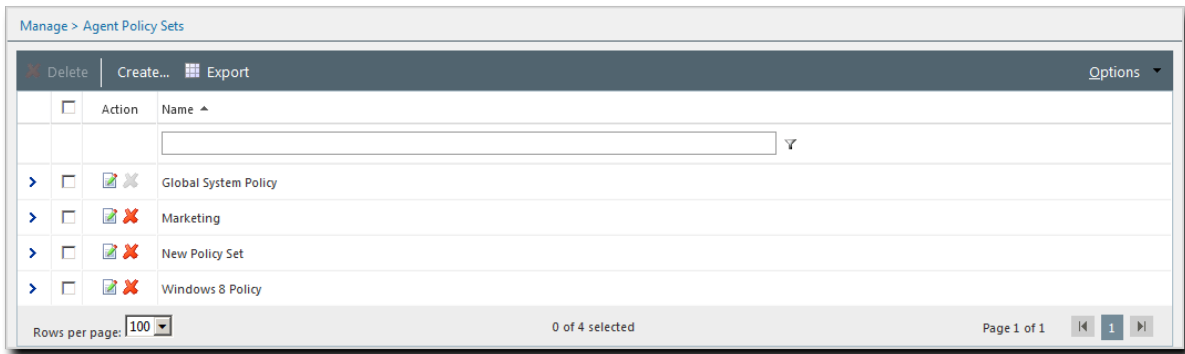 Manage > Agent Policy Sets
Delete Create... Export Options
Action Name
Global System Policy
Marketing
New Policy Set
Windows 8 Policy
Rows per page: 100 0 of 4 selected Page 1 of 1 1